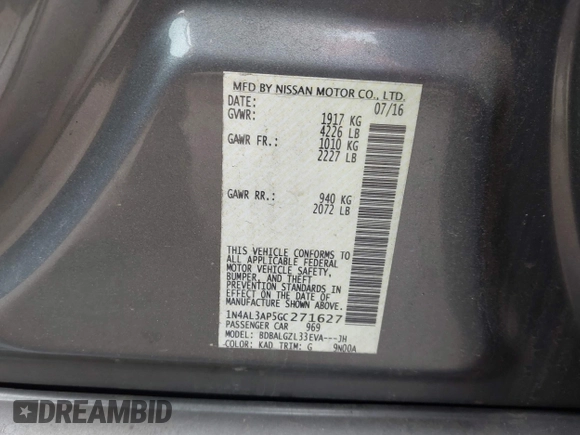 MFD BY NISSAN MOTOR CO., LTD.
DATE: 07/16
GVWR: 1917 KG
4226 LB
GAWR FR.: 1010 KG
2227 LB
GAWR RR.: 940 KG
2072 LB
THIS VEHICLE CONFORMS TO
ALL APPLICABLE FEDERAL
MOTOR VEHICLE SAFETY,
BUMPER, AND THEFT
PREVENTION STANDARDS IN
EFFECT ON THE DATE OF
MANUFACTURE SHOWN ABOVE.
1N4AL3AP5GC271627
PASSENGER CAR 969
MODEL: BDBALGZL33EVA---JH
COLOR: KAD TRIM: G 9N00A
DREAMBID